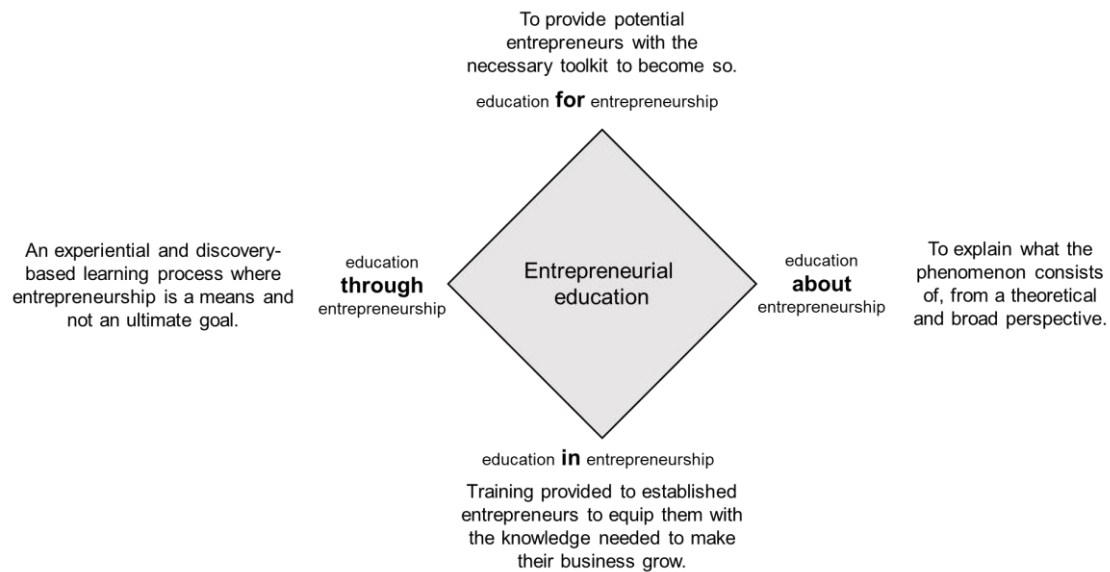 To provide potential
entrepreneurs with the
necessary toolkit to become so.
education for entrepreneurship
An experiential and discovery-
based learning process where
entrepreneurship is a means and
not an ultimate goal.
education
through
entrepreneurship
Entrepreneurial
education
education
about
entrepreneurship
To explain what the
phenomenon consists
of, from a theoretical
and broad perspective.
education in entrepreneurship
Training provided to established
entrepreneurs to equip them with
the knowledge needed to make
their business grow.